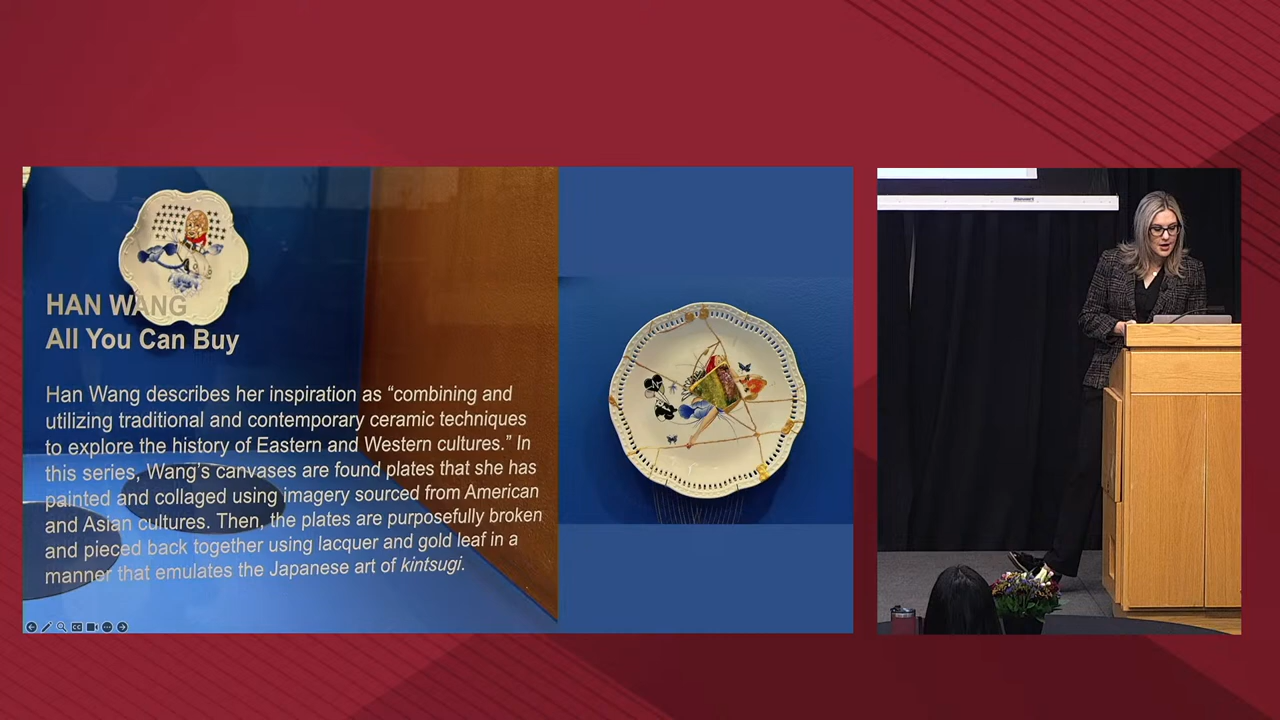 HAN WANG
All You Can Buy
Han Wang describes her inspiration as “combining and
utilizing traditional and contemporary ceramic techniques
to explore the history of Eastern and Western cultures.” In
this series, Wang’s canvases are found plates that she has
painted and collaged using imagery sourced from American
and Asian cultures. Then, the plates are purposefully broken
and pieced back together using lacquer and gold leaf in a
manner that emulates the Japanese art of kintsugi.
CC